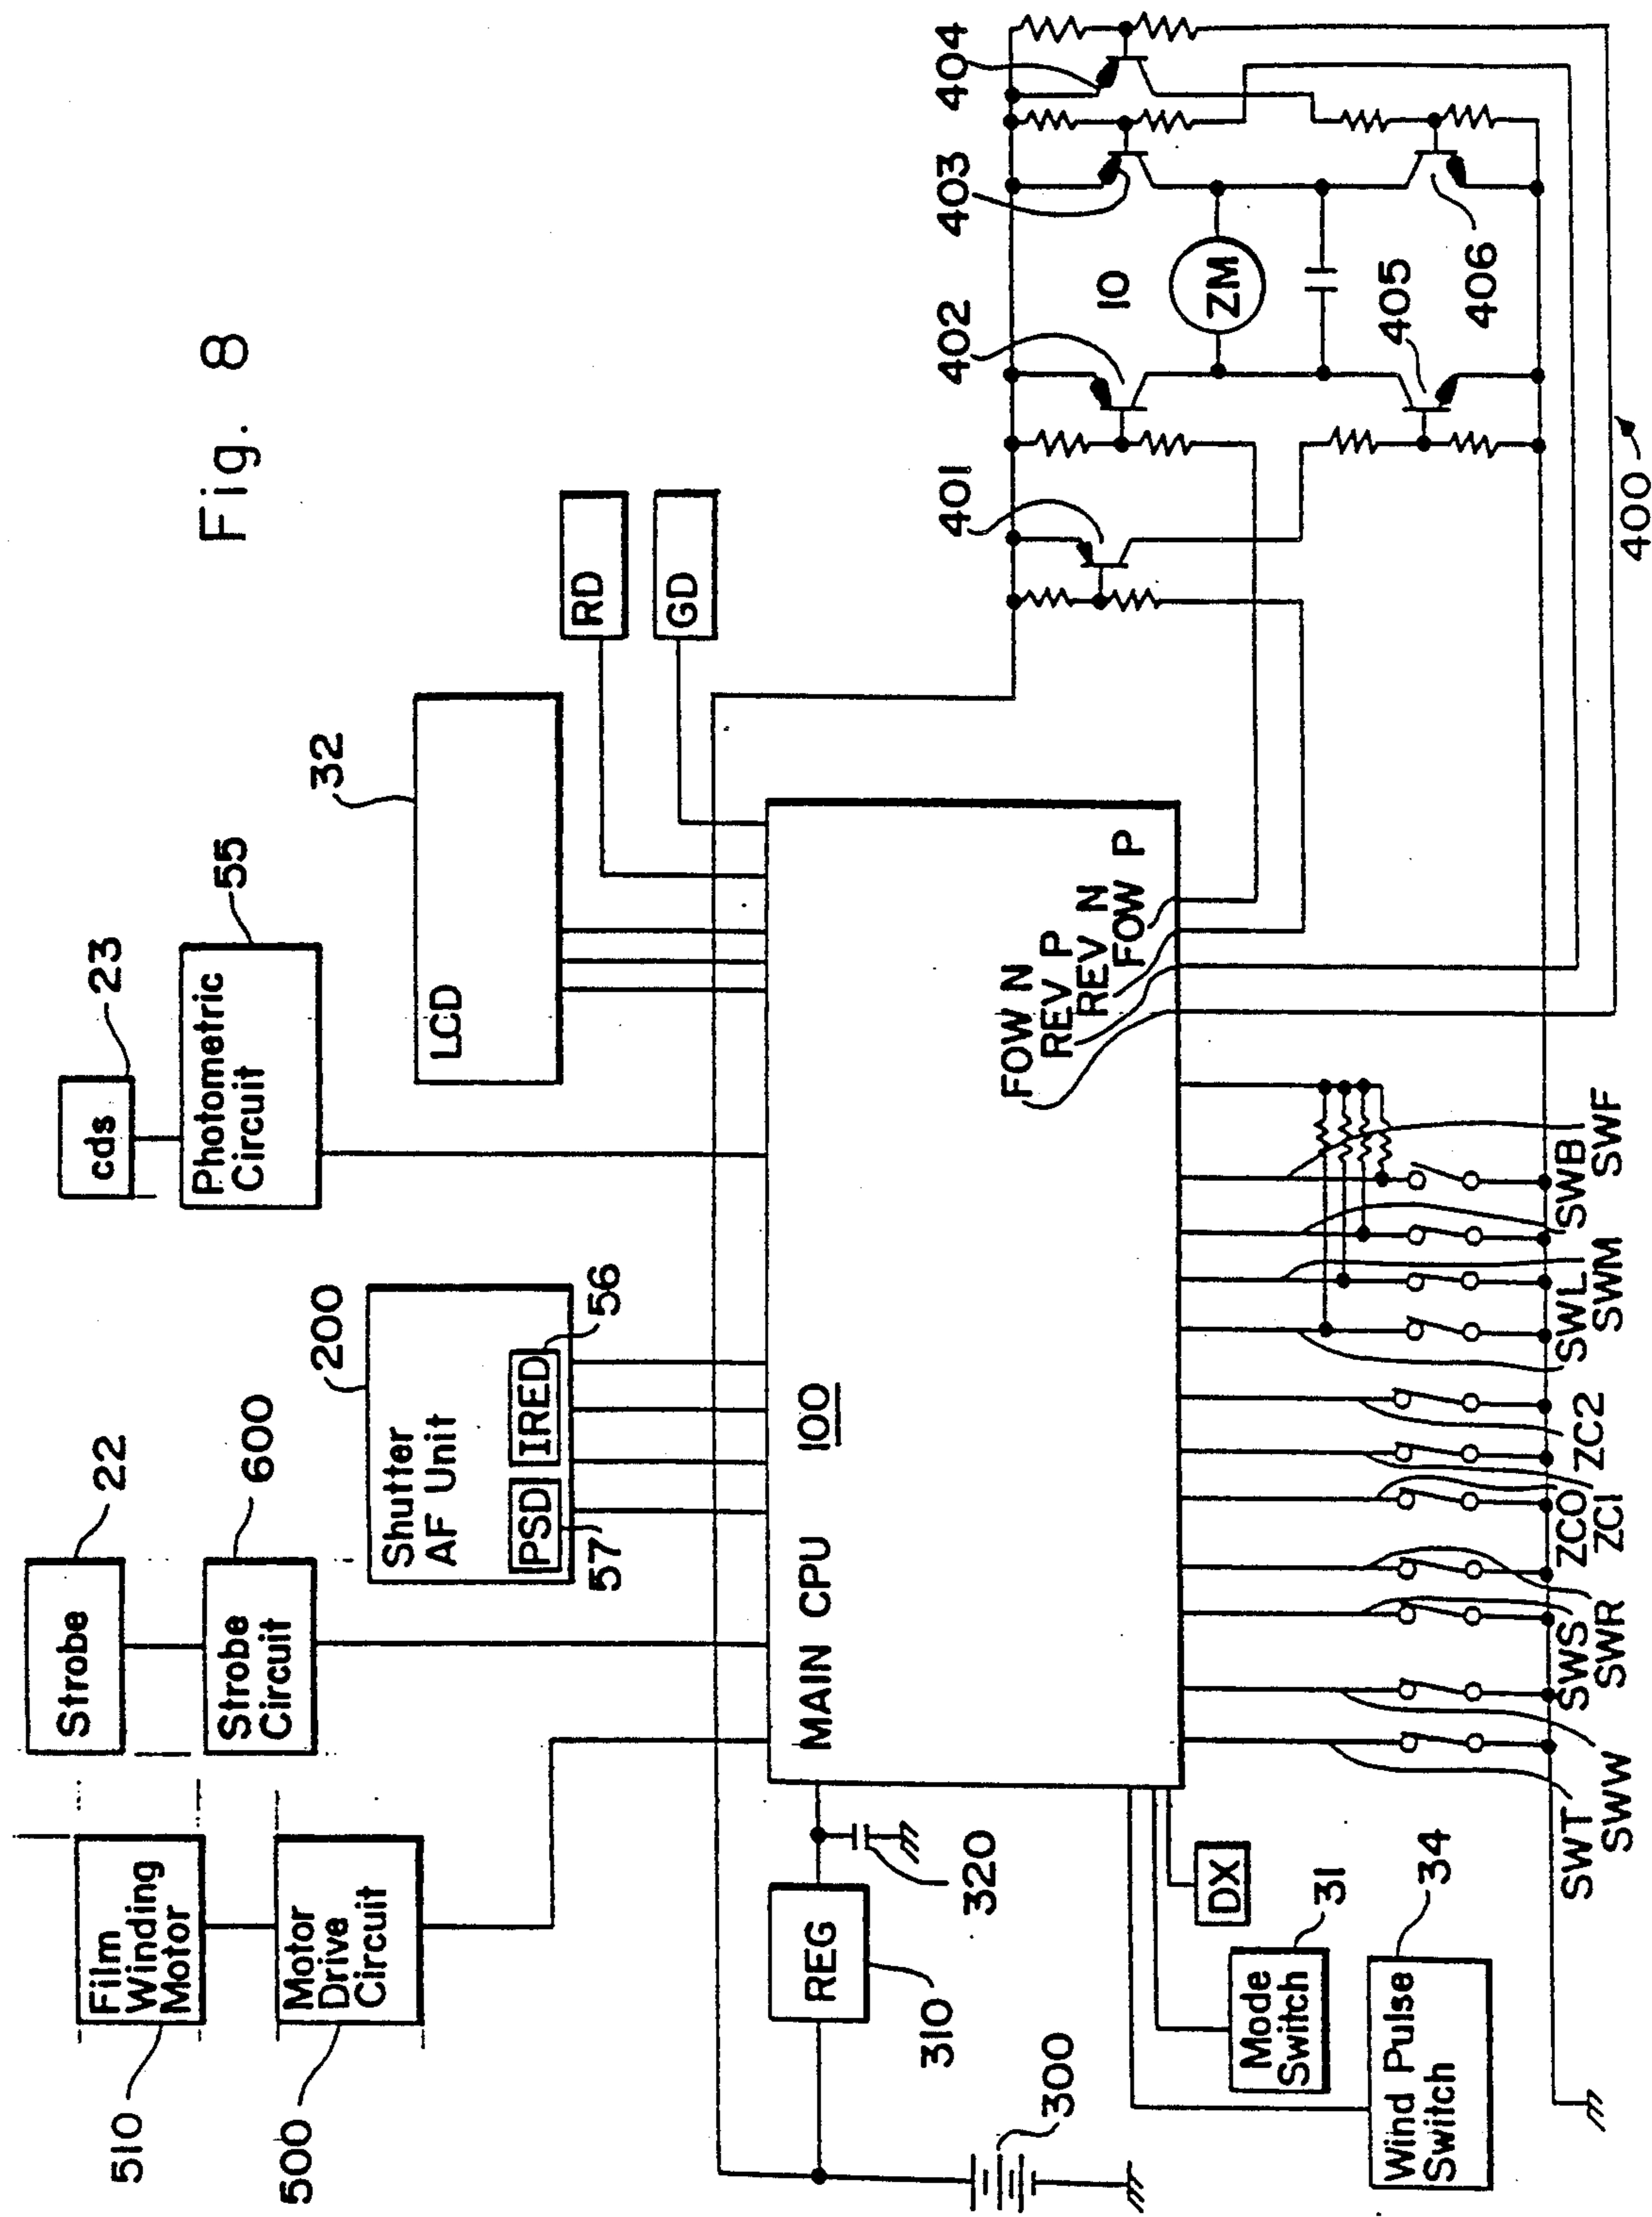 Fig. 8
510
Film
Winding
Motor
500
Motor
Drive
Circuit
Strobe
22
Strobe
Circuit
600
Shutter
AF Unit
200
PSD
57
IRED
56
cds
23
Photometric
Circuit
55
LCD
32
RD
GD
300
REG
310
320
MAIN CPU
100
FOW N
REV P
REV N
FOW P
Wind Pulse
Switch
34
Mode
Switch
31
DX
SWT
SWW
SWS
SWR
ZC0
ZC1
ZC2
SWL
SWM
SWB
SWF
401
402
403
404
10
ZM
405
406
400